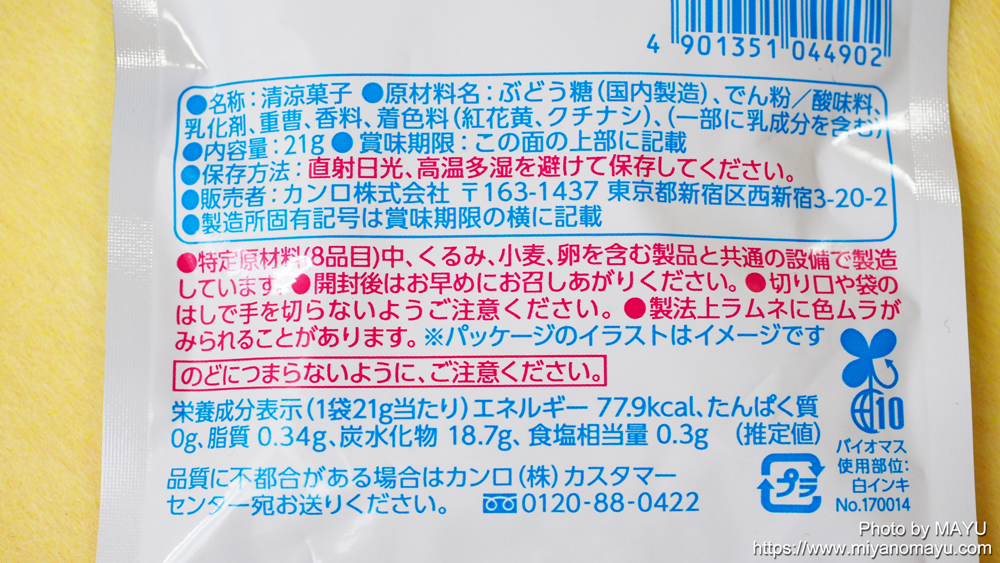 4 901351 044902
●名称：清涼菓子 ●原材料名：ぶどう糖（国内製造）、でん粉／酸味料、
乳化剤、重曹、香料、着色料（紅花黄、クチナシ）、（一部に乳成分を含む）
●内容量：21g ● 賞味期限：この面の上部に記載
●保存方法：直射日光、高温多湿を避けて保存してください。
●販売者：カンロ株式会社 〒163-1437 東京都新宿区西新宿3-20-2
●製造所固有記号は賞味期限の横に記載
●特定原材料（8品目）中、くるみ、小麦、卵を含む製品と共通の設備で製造
しています。●開封後はお早めにお召しあがりください。●切り口や袋の
はしで手を切らないようご注意ください。●製法上ラムネに色ムラが
みられることがあります。※パッケージのイラストはイメージです
のどにつまらないように、ご注意ください。
栄養成分表示（1袋21g当たり）エネルギー 77.9kcal、たんぱく質
0g、脂質 0.34g、炭水化物 18.7g、食塩相当量 0.3g （推定値）
品質に不都合がある場合はカンロ（株）カスタマー
センター宛お送りください。 0120-88-0422
プラ
10
バイオマス
使用部位：
白インキ
No.170014
Photo by MAYU
https://www.miyanomayu.com